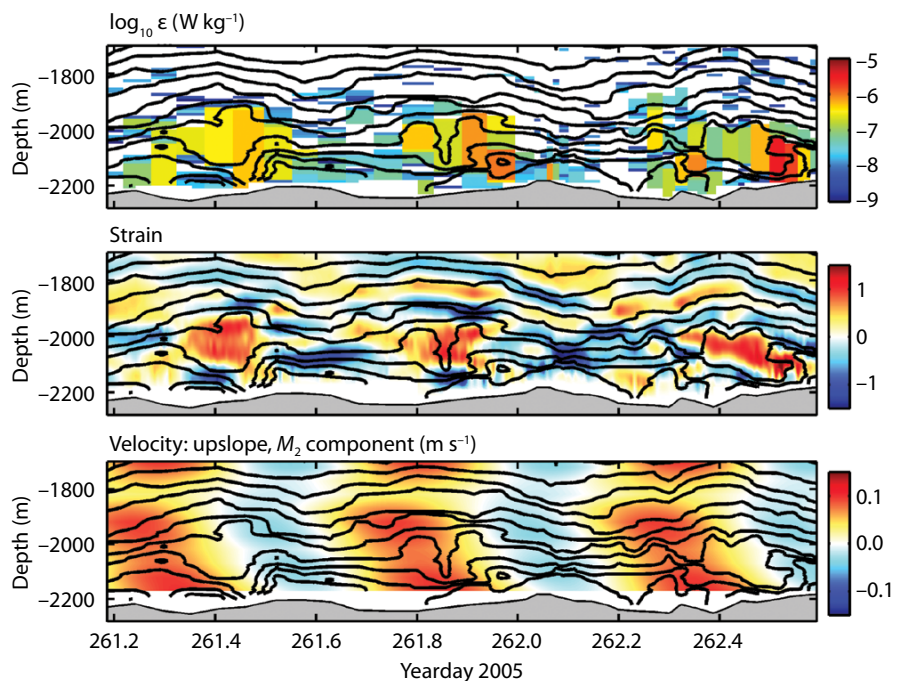 log₁₀ ε (W kg⁻¹)
Depth (m)
−1800
−2000
−2200
−5
−6
−7
−8
−9
Strain
Depth (m)
−1800
−2000
−2200
1
0
−1
Velocity: upslope, M₂ component (m s⁻¹)
Depth (m)
−1800
−2000
−2200
0.1
0.0
−0.1
261.2 261.4 261.6 261.8 262.0 262.2 262.4
Yearday 2005